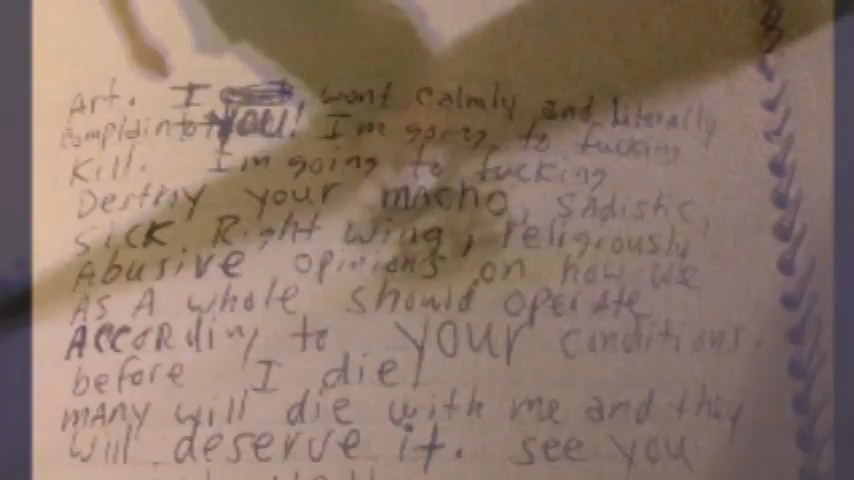 Art. I wont calmly and Literally
complain to YOU! I'm going to fucking
Kill. I'm going to fucking
Destroy your macho, SAdistic,
SICK Right wing, religiously
Abusive opinions on how we
AS A whole should operate
ACCORding to YOUR conditions.
before I die!
mANy will die with me and they
will deserve it. see you